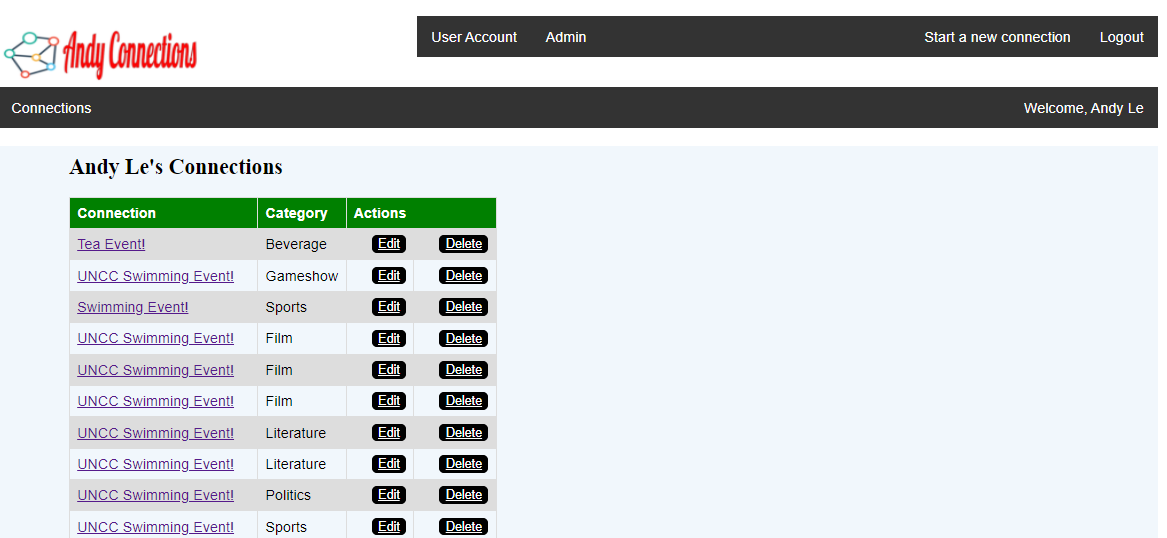 Andy Connections
User Account Admin Start a new connection Logout
Connections Welcome, Andy Le
Andy Le's Connections
Connection Category Actions
Tea Event! Beverage Edit Delete
UNCC Swimming Event! Gameshow Edit Delete
Swimming Event! Sports Edit Delete
UNCC Swimming Event! Film Edit Delete
UNCC Swimming Event! Film Edit Delete
UNCC Swimming Event! Film Edit Delete
UNCC Swimming Event! Literature Edit Delete
UNCC Swimming Event! Literature Edit Delete
UNCC Swimming Event! Politics Edit Delete
UNCC Swimming Event! Sports Edit Delete